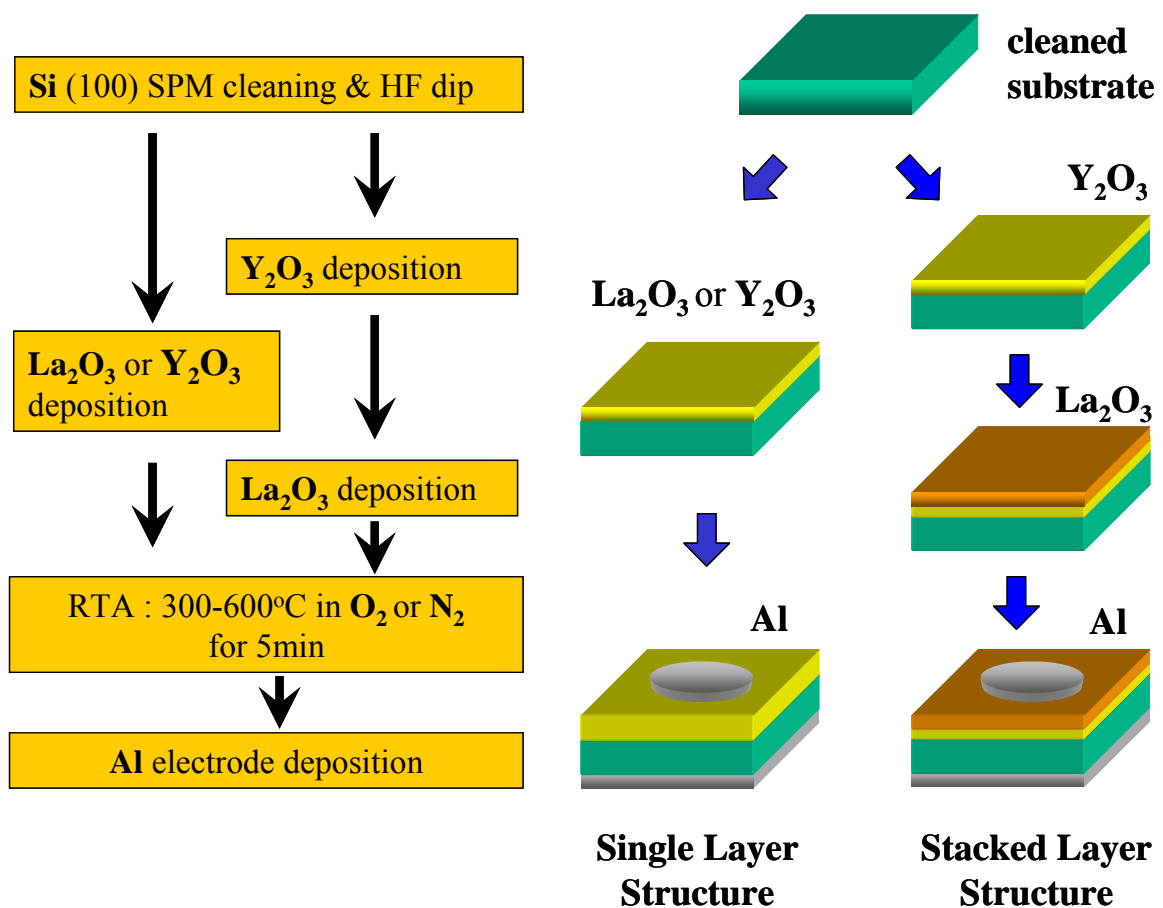 Si (100) SPM cleaning & HF dip
Y₂O₃ deposition
La₂O₃ or Y₂O₃
deposition
La₂O₃ deposition
RTA : 300-600ºC in O₂ or N₂
for 5min
Al electrode deposition
cleaned
substrate
Y₂O₃
La₂O₃ or Y₂O₃
La₂O₃
Al
Al
Single Layer
Structure
Stacked Layer
Structure